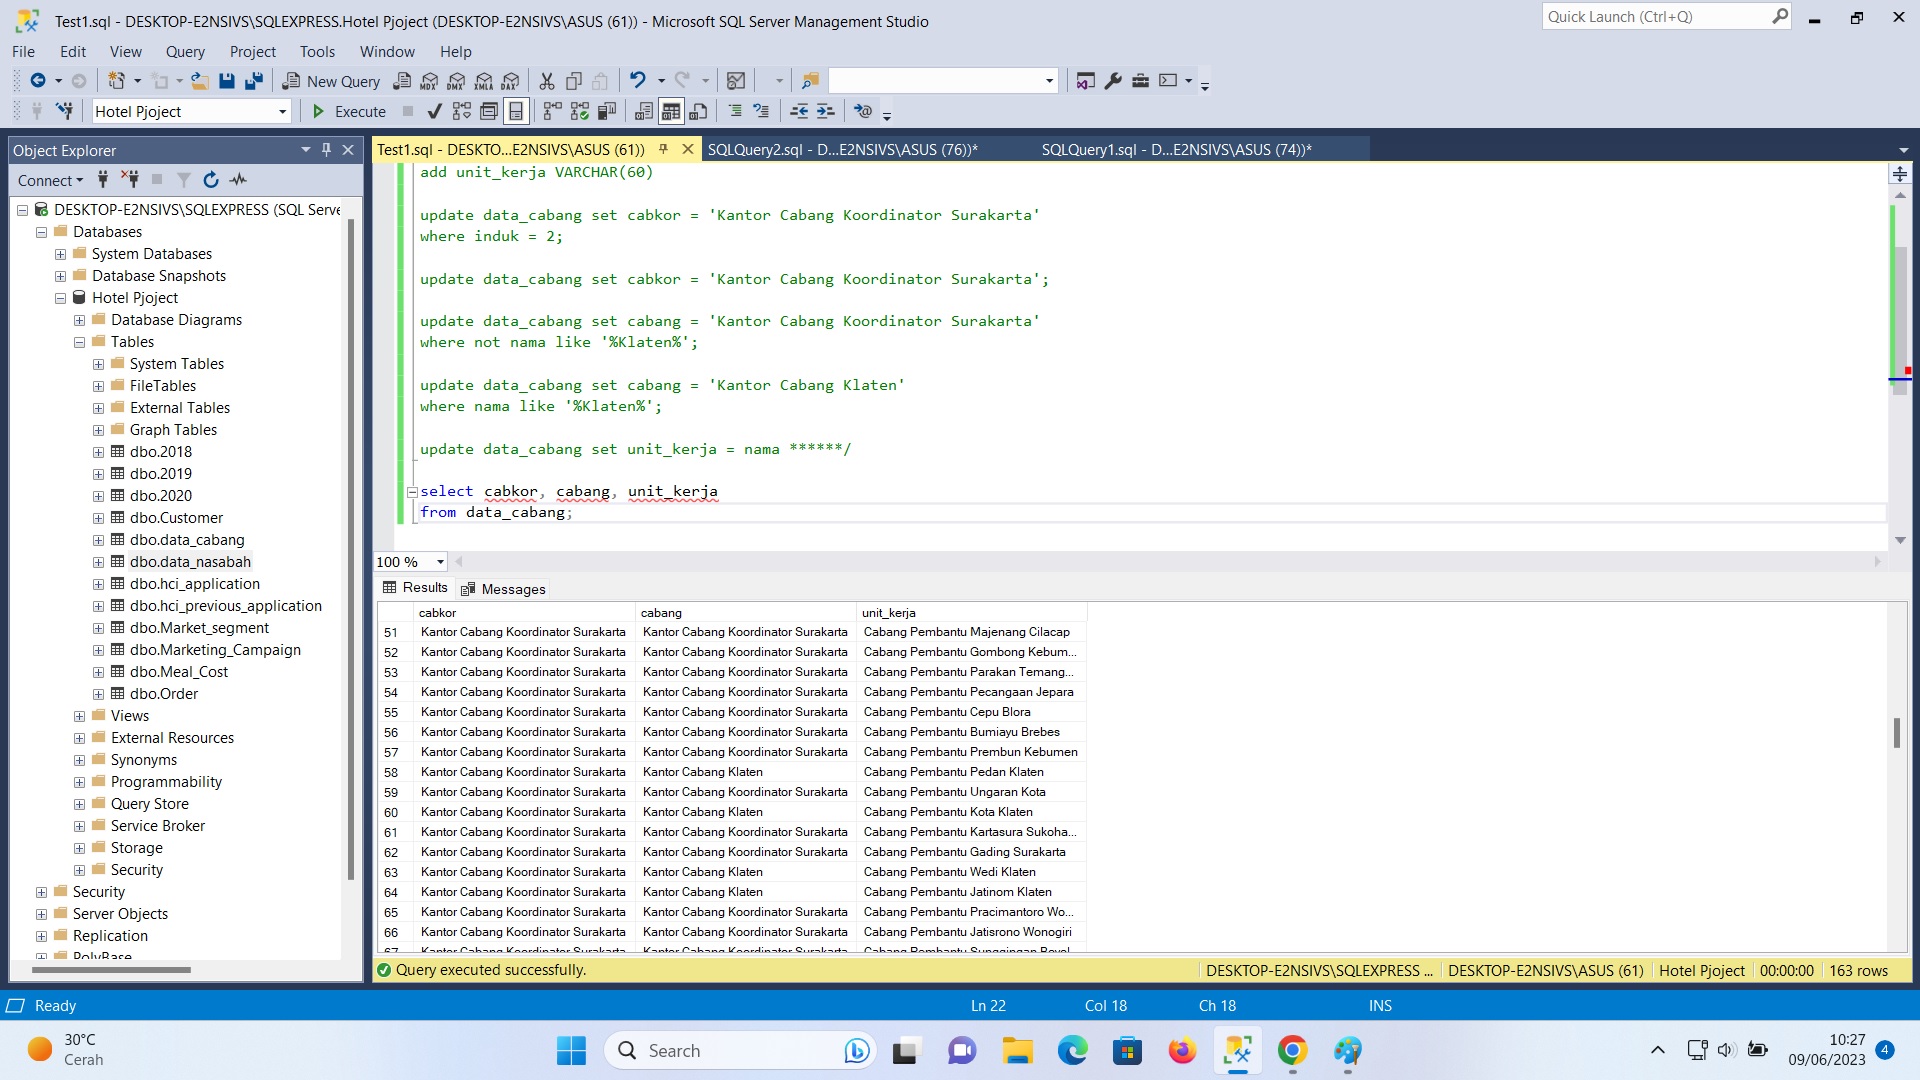 Test1.sql - DESKTOP-E2NSIVS\SQLEXPRESS.Hotel Pjoject (DESKTOP-E2NSIVS\ASUS (61)) - Microsoft SQL Server Management Studio
Quick Launch (Ctrl+Q)
File Edit View Query Project Tools Window Help
New Query
MDX DMX XMLA DAX
Hotel Pjoject
Execute
Object Explorer
Connect
DESKTOP-E2NSIVS\SQLEXPRESS (SQL Serve
Databases
System Databases
Database Snapshots
Hotel Pjoject
Database Diagrams
Tables
System Tables
FileTables
External Tables
Graph Tables
dbo.2018
dbo.2019
dbo.2020
dbo.Customer
dbo.data_cabang
dbo.data_nasabah
dbo.hci_application
dbo.hci_previous_application
dbo.Market_segment
dbo.Marketing_Campaign
dbo.Meal_Cost
dbo.Order
Views
External Resources
Synonyms
Programmability
Query Store
Service Broker
Storage
Security
Security
Server Objects
Replication
PolyBase
Test1.sql - DESKTO...E2NSIVS\ASUS (61))
SQLQuery2.sql - D...E2NSIVS\ASUS (76))*
SQLQuery1.sql - D...E2NSIVS\ASUS (74))*
add unit_kerja VARCHAR(60)
update data_cabang set cabkor = 'Kantor Cabang Koordinator Surakarta'
where induk = 2;
update data_cabang set cabkor = 'Kantor Cabang Koordinator Surakarta';
update data_cabang set cabang = 'Kantor Cabang Koordinator Surakarta'
where not nama like '%Klaten%';
update data_cabang set cabang = 'Kantor Cabang Klaten'
where nama like '%Klaten%';
update data_cabang set unit_kerja = nama ******/
select cabkor, cabang, unit_kerja
from data_cabang;
100 %
Results Messages
cabkor cabang unit_kerja
51 Kantor Cabang Koordinator Surakarta Kantor Cabang Koordinator Surakarta Cabang Pembantu Majenang Cilacap
52 Kantor Cabang Koordinator Surakarta Kantor Cabang Koordinator Surakarta Cabang Pembantu Gombong Kebum...
53 Kantor Cabang Koordinator Surakarta Kantor Cabang Koordinator Surakarta Cabang Pembantu Parakan Temang...
54 Kantor Cabang Koordinator Surakarta Kantor Cabang Koordinator Surakarta Cabang Pembantu Pecangaan Jepara
55 Kantor Cabang Koordinator Surakarta Kantor Cabang Koordinator Surakarta Cabang Pembantu Cepu Blora
56 Kantor Cabang Koordinator Surakarta Kantor Cabang Koordinator Surakarta Cabang Pembantu Bumiayu Brebes
57 Kantor Cabang Koordinator Surakarta Kantor Cabang Koordinator Surakarta Cabang Pembantu Prembun Kebumen
58 Kantor Cabang Koordinator Surakarta Kantor Cabang Klaten Cabang Pembantu Pedan Klaten
59 Kantor Cabang Koordinator Surakarta Kantor Cabang Koordinator Surakarta Cabang Pembantu Ungaran Kota
60 Kantor Cabang Koordinator Surakarta Kantor Cabang Klaten Cabang Pembantu Kota Klaten
61 Kantor Cabang Koordinator Surakarta Kantor Cabang Koordinator Surakarta Cabang Pembantu Kartasura Sukoha...
62 Kantor Cabang Koordinator Surakarta Kantor Cabang Koordinator Surakarta Cabang Pembantu Gading Surakarta
63 Kantor Cabang Koordinator Surakarta Kantor Cabang Klaten Cabang Pembantu Wedi Klaten
64 Kantor Cabang Koordinator Surakarta Kantor Cabang Klaten Cabang Pembantu Jatinom Klaten
65 Kantor Cabang Koordinator Surakarta Kantor Cabang Koordinator Surakarta Cabang Pembantu Pracimantoro Wo...
66 Kantor Cabang Koordinator Surakarta Kantor Cabang Koordinator Surakarta Cabang Pembantu Jatisrono Wonogiri
67 Kantor Cabang Koordinator Surakarta Kantor Cabang Koordinator Surakarta Cabang Pembantu
Query executed successfully.
DESKTOP-E2NSIVS\SQLEXPRESS ... DESKTOP-E2NSIVS\ASUS (61) Hotel Pjoject 00:00:00 163 rows
Ready Ln 22 Col 18 Ch 18 INS
30°C
Cerah
Search
10:27
09/06/2023
4